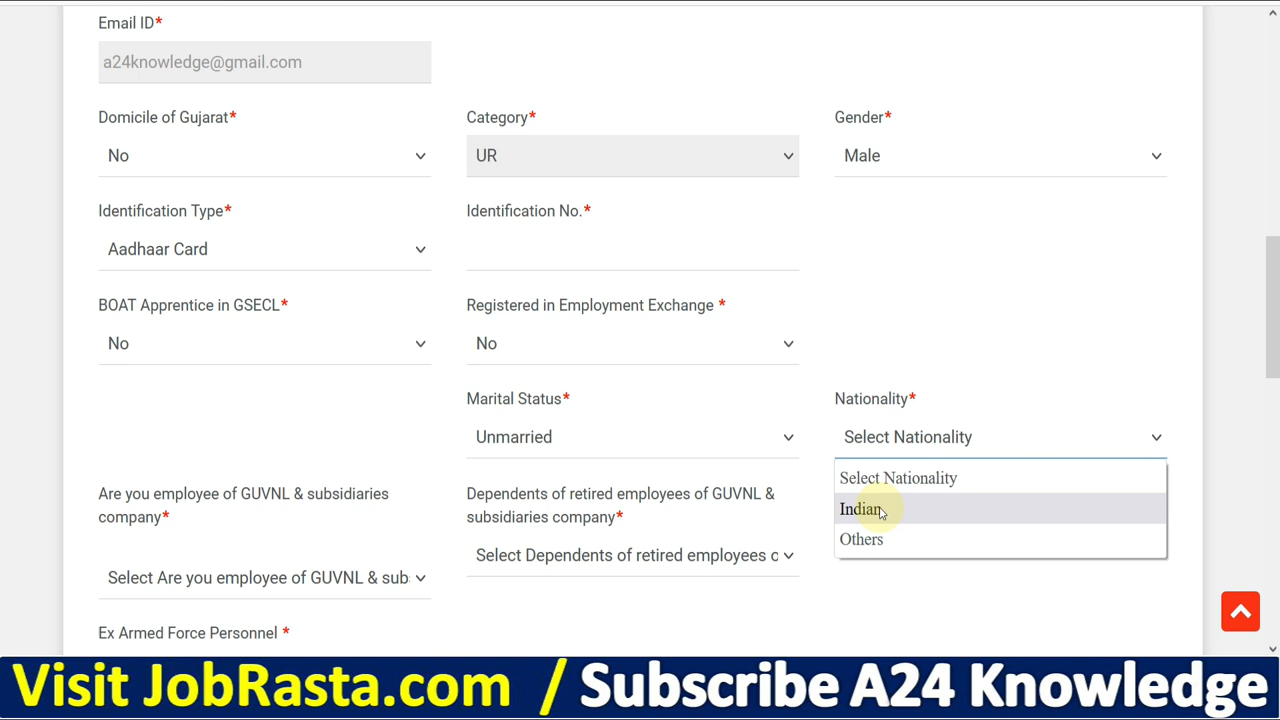 Email ID*
a24knowledge@gmail.com
Domicile of Gujarat*
Category*
Gender*
No
UR
Male
Identification Type*
Identification No.*
Aadhaar Card
BOAT Apprentice in GSECL*
Registered in Employment Exchange *
No
No
Marital Status*
Nationality*
Unmarried
Select Nationality
Select Nationality
Indian
Others
Are you employee of GUVNL & subsidiaries
company*
Dependents of retired employees of GUVNL &
subsidiaries company*
Select Dependents of retired employees o
Select Are you employee of GUVNL & sub
Ex Armed Force Personnel *
Visit JobRasta.com / Subscribe A24 Knowledge